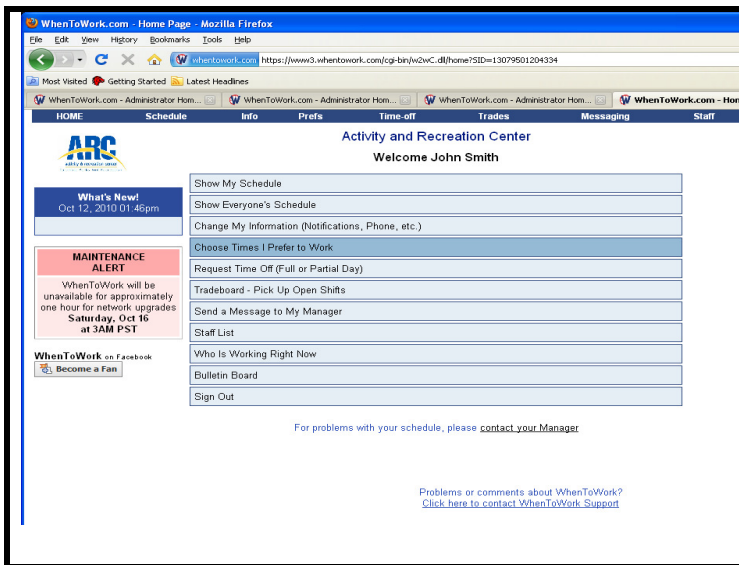 WhenToWork.com - Home Page - Mozilla Firefox
File Edit View History Bookmarks Tools Help
whentowork.com https://www3.whentowork.com/cgi-bin/w2wC.dll/home?SID=13079501204334
Most Visited Getting Started Latest Headlines
WhenToWork.com - Administrator Hom... WhenToWork.com - Administrator Hom... WhenToWork.com - Administrator Hom... WhenToWork.com - Hom
HOME Schedule Info Prefs Time-off Trades Messaging Staff
ARC
Activity and Recreation Center
Welcome John Smith
What's New!
Oct 12, 2010 01:46pm
MAINTENANCE
ALERT
WhenToWork will be
unavailable for approximately
one hour for network upgrades
Saturday, Oct 16
at 3AM PST
WhenToWork on Facebook
Become a Fan
Show My Schedule
Show Everyone's Schedule
Change My Information (Notifications, Phone, etc.)
Choose Times I Prefer to Work
Request Time Off (Full or Partial Day)
Tradeboard - Pick Up Open Shifts
Send a Message to My Manager
Staff List
Who Is Working Right Now
Bulletin Board
Sign Out
For problems with your schedule, please contact your Manager
Problems or comments about WhenToWork?
Click here to contact WhenToWork Support